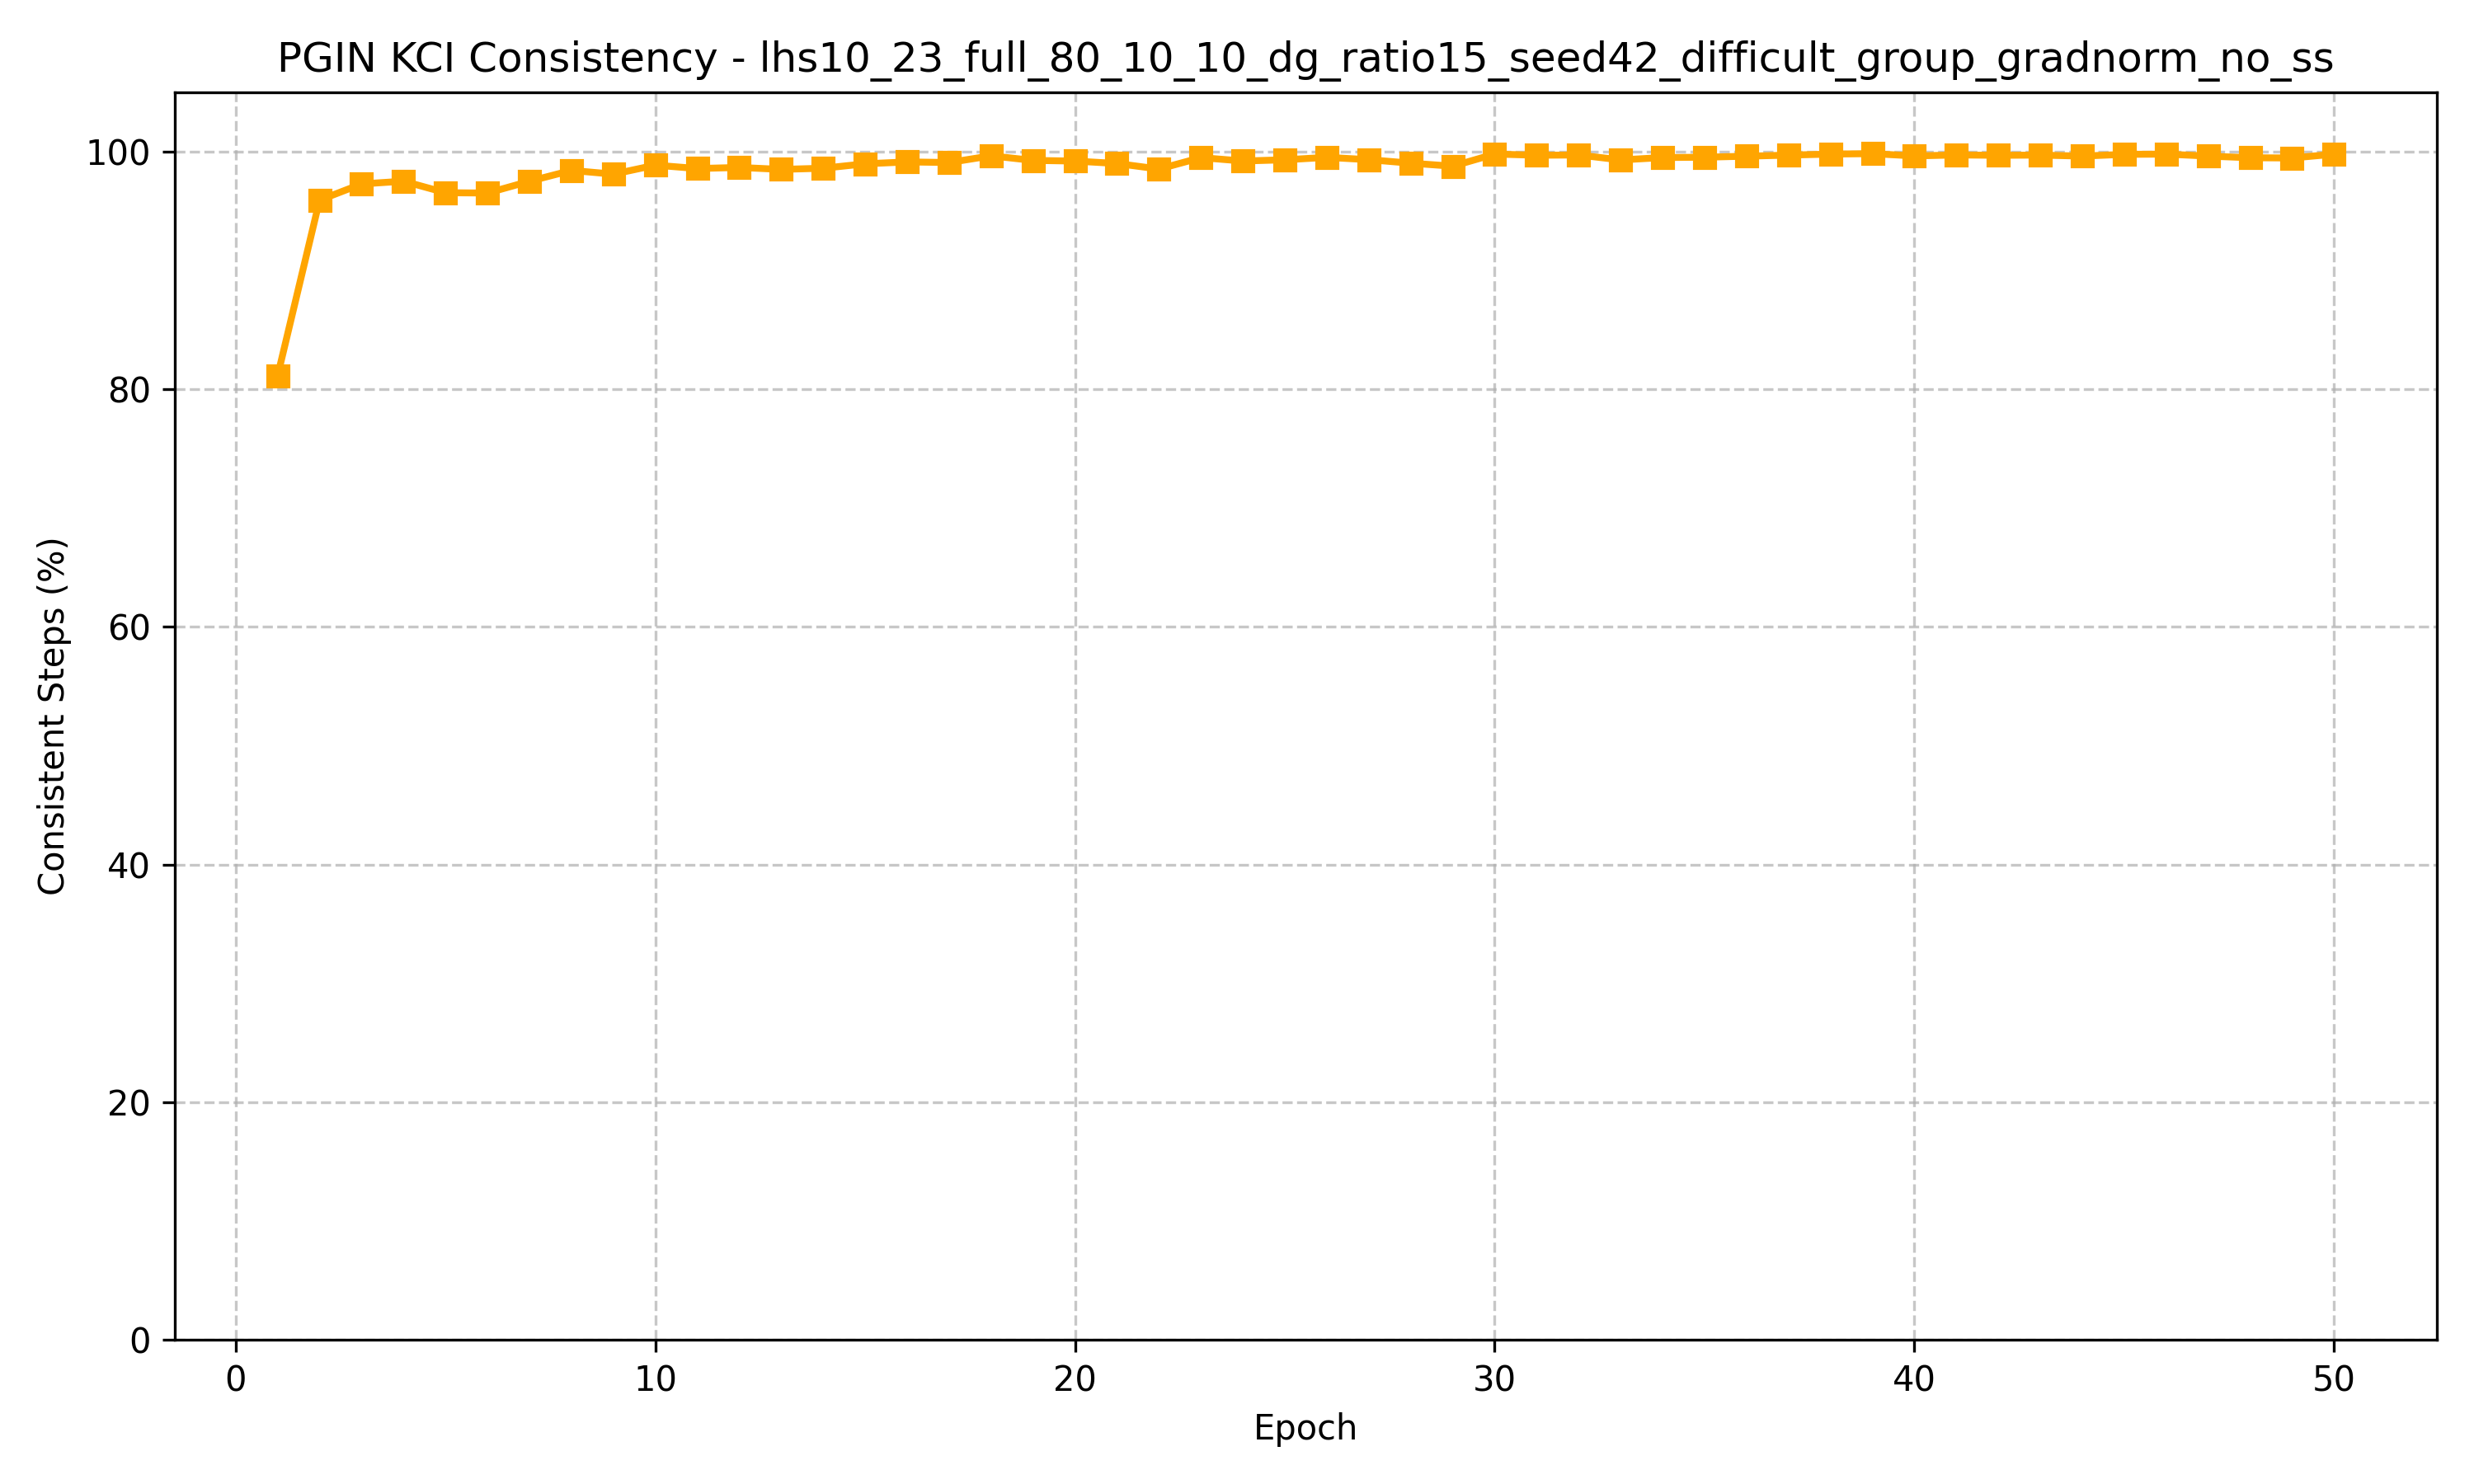 PGIN KCI Consistency - lhs10_23_full_80_10_10_dg_ratio15_seed42_difficult_group_gradnorm_no_ss
100
80
60
40
20
0
Consistent Steps (%)
0 10 20 30 40 50
Epoch